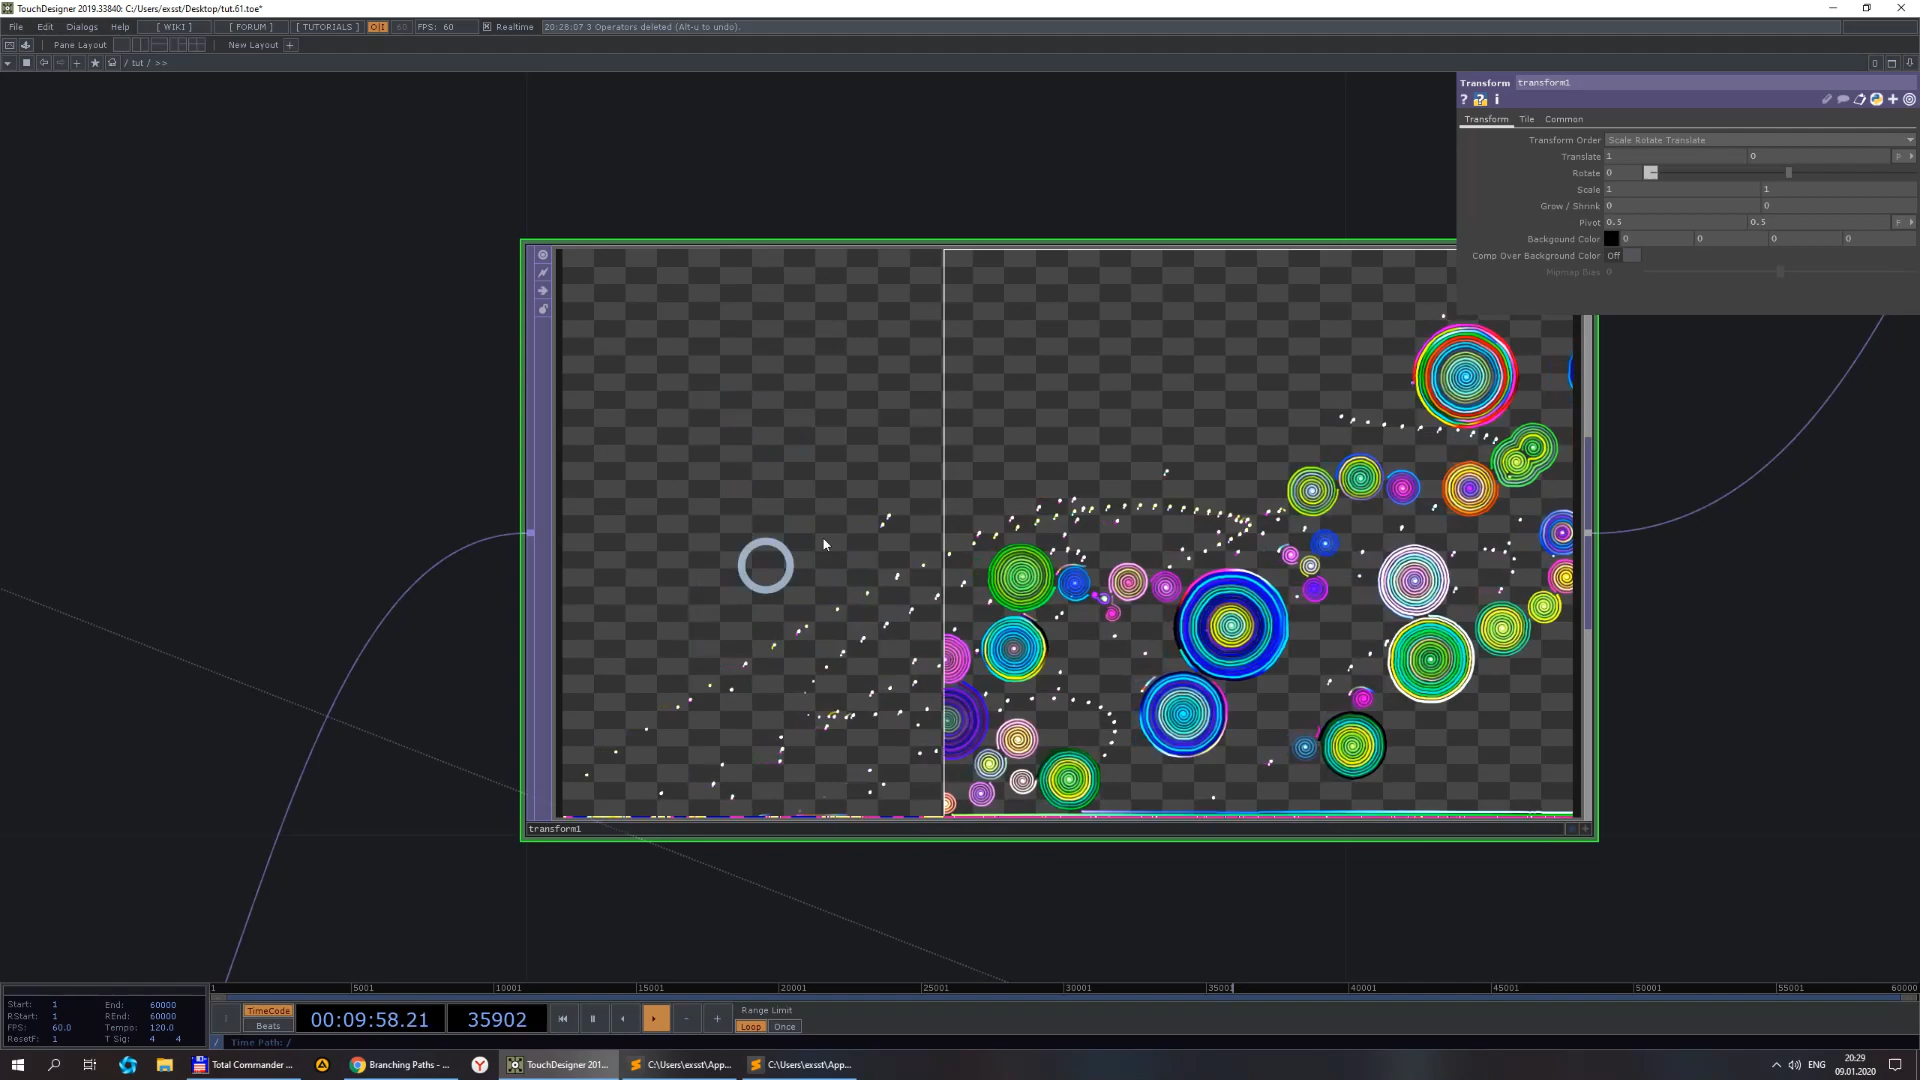 TouchDesigner 2019.33840: C:/Users/exsst/Desktop/tut.61.toe*
File Edit Dialogs Help [ WIKI ] [ FORUM ] [ TUTORIALS ] O|I 60 FPS: 60 Realtime 20:28:07 3 Operators deleted (Alt-u to undo).
Pane Layout New Layout +
/ tut / >>
Transform transform1
? ? i
Transform Tile Common
Transform Order Scale Rotate Translate
Translate 1 0 P
Rotate 0
Scale 1 1
Grow / Shrink 0 0
Pivot 0.5 0.5 P
Background Color 0 0 0 0
Comp Over Background Color Off
Mipmap Bias 0
transform1
1 5001 10001 15001 20001 25001 30001 35001 40001 45001 50001 55001 60000
Start: 1 End: 60000
RStart: 1 REnd: 60000
FPS: 60.0 Tempo: 120.0
ResetF: 1 T Sig: 4 4
TimeCode
Beats
00:09:58.21 35902
Range Limit
Loop Once
/ Time Path: /
Total Commander ... Branching Paths - ... TouchDesigner 201... C:\Users\exsst\App... C:\Users\exsst\App...
ENG
20:29
09.01.2020